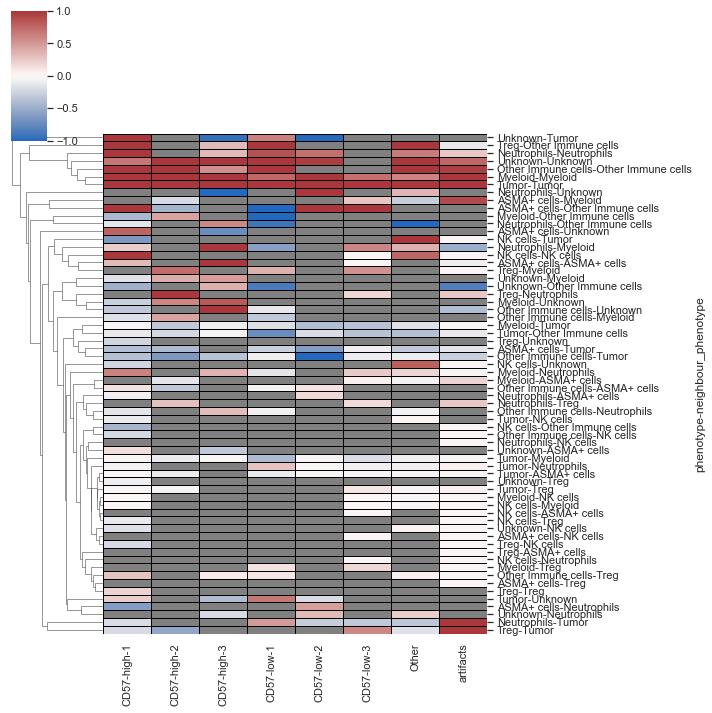 1.0
0.5
0.0
−0.5
−1.0
Unknown-Tumor
Treg-Other Immune cells
Neutrophils-Neutrophils
Unknown-Unknown
Other Immune cells-Other Immune cells
Myeloid-Myeloid
Tumor-Tumor
Neutrophils-Unknown
ASMA+ cells-Myeloid
ASMA+ cells-Other Immune cells
Myeloid-Other Immune cells
Neutrophils-Other Immune cells
ASMA+ cells-Unknown
NK cells-Tumor
Neutrophils-Myeloid
NK cells-NK cells
ASMA+ cells-ASMA+ cells
Treg-Myeloid
Unknown-Myeloid
Unknown-Other Immune cells
Treg-Neutrophils
Myeloid-Unknown
Other Immune cells-Unknown
Other Immune cells-Myeloid
Myeloid-Tumor
Tumor-Other Immune cells
Treg-Unknown
ASMA+ cells-Tumor
Other Immune cells-Tumor
NK cells-Unknown
Myeloid-Neutrophils
Myeloid-ASMA+ cells
Other Immune cells-ASMA+ cells
Neutrophils-ASMA+ cells
Neutrophils-Treg
Other Immune cells-Neutrophils
Tumor-NK cells
NK cells-Other Immune cells
Other Immune cells-NK cells
Neutrophils-NK cells
Unknown-ASMA+ cells
Tumor-Myeloid
Tumor-Neutrophils
Tumor-ASMA+ cells
Unknown-Treg
Tumor-Treg
Myeloid-NK cells
NK cells-Myeloid
NK cells-ASMA+ cells
NK cells-Treg
Unknown-NK cells
ASMA+ cells-NK cells
Treg-NK cells
Treg-ASMA+ cells
NK cells-Neutrophils
Myeloid-Treg
Other Immune cells-Treg
ASMA+ cells-Treg
Treg-Treg
Tumor-Unknown
ASMA+ cells-Neutrophils
Unknown-Neutrophils
Neutrophils-Tumor
Treg-Tumor
phenotype-neighbour_phenotype
CD57-high-1
CD57-high-2
CD57-high-3
CD57-low-1
CD57-low-2
CD57-low-3
Other
artifacts